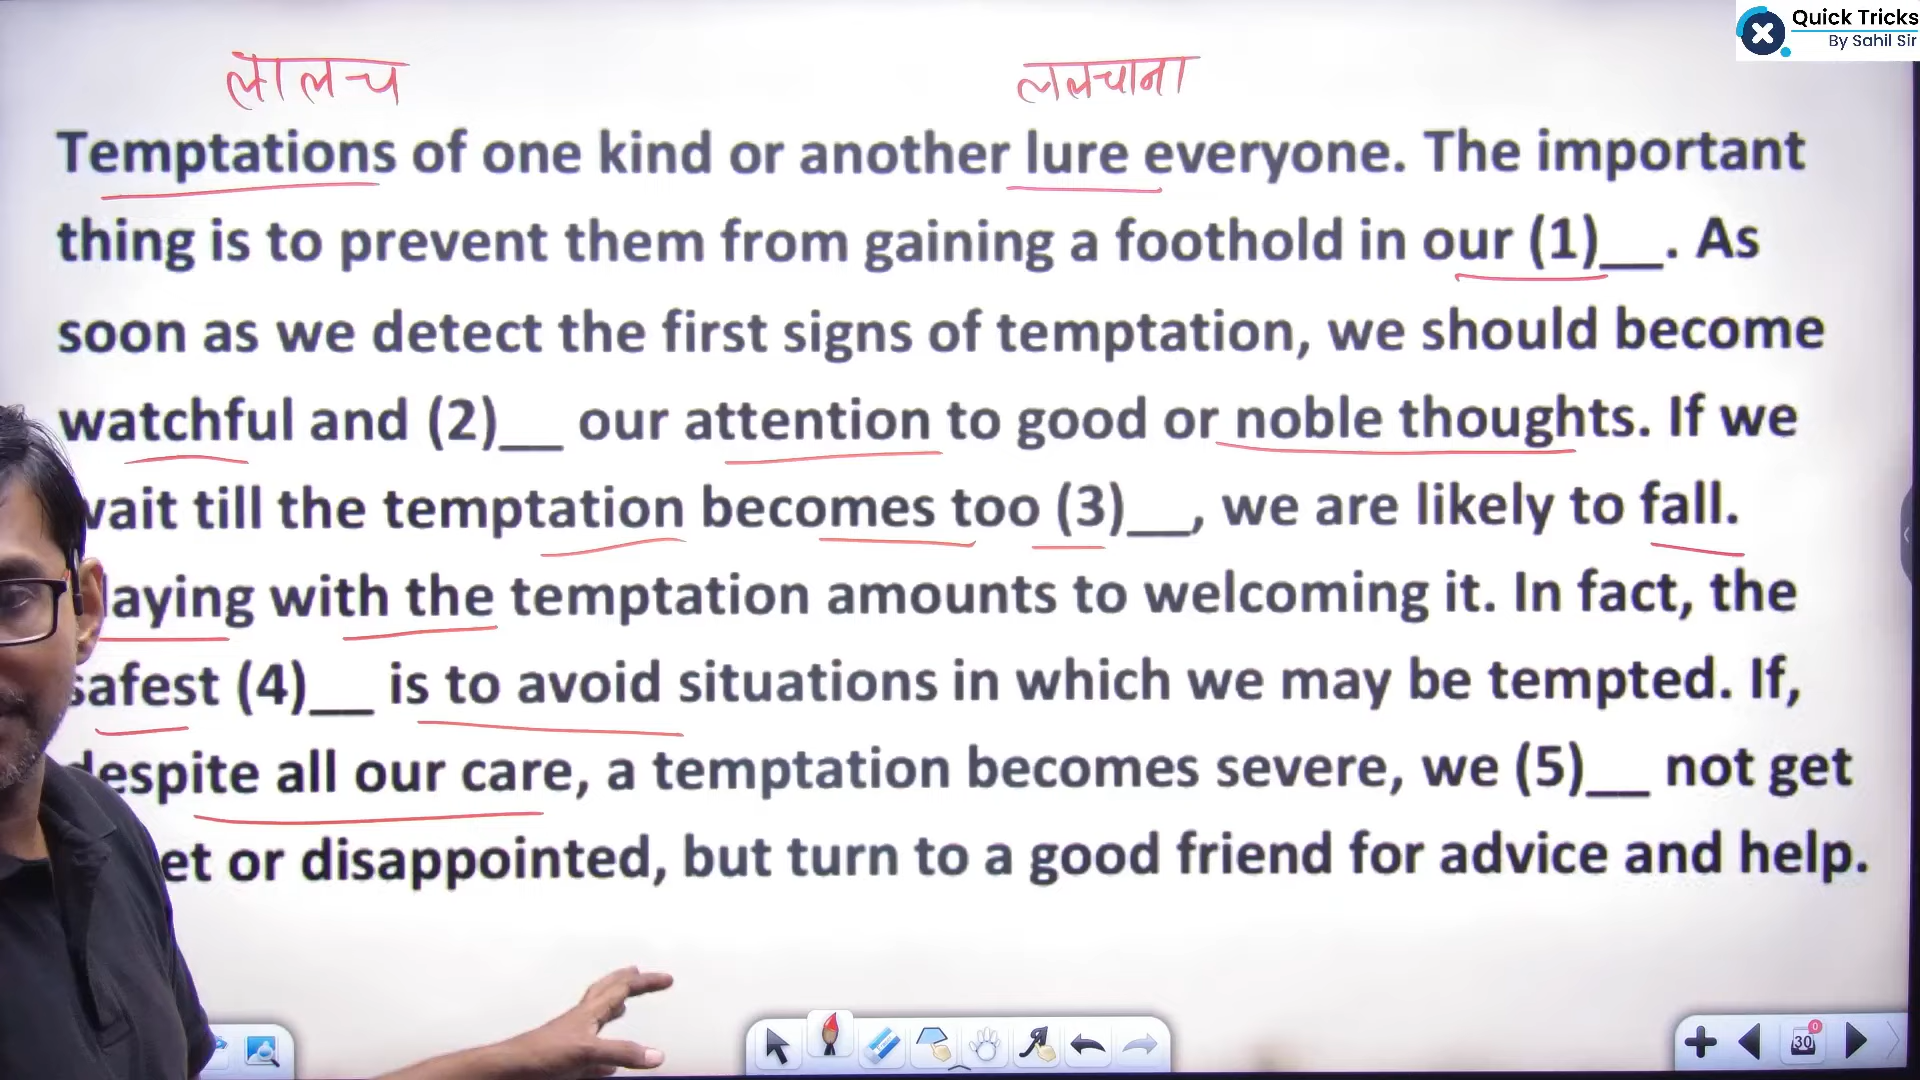 Quick Tricks
By Sahil Sir
लालच ललचाना
Temptations of one kind or another lure everyone. The important
thing is to prevent them from gaining a foothold in our (1)__. As
soon as we detect the first signs of temptation, we should become
watchful and (2)__ our attention to good or noble thoughts. If we
wait till the temptation becomes too (3)__, we are likely to fall.
laying with the temptation amounts to welcoming it. In fact, the
safest (4)__ is to avoid situations in which we may be tempted. If,
despite all our care, a temptation becomes severe, we (5)__ not get
et or disappointed, but turn to a good friend for advice and help.
30
0